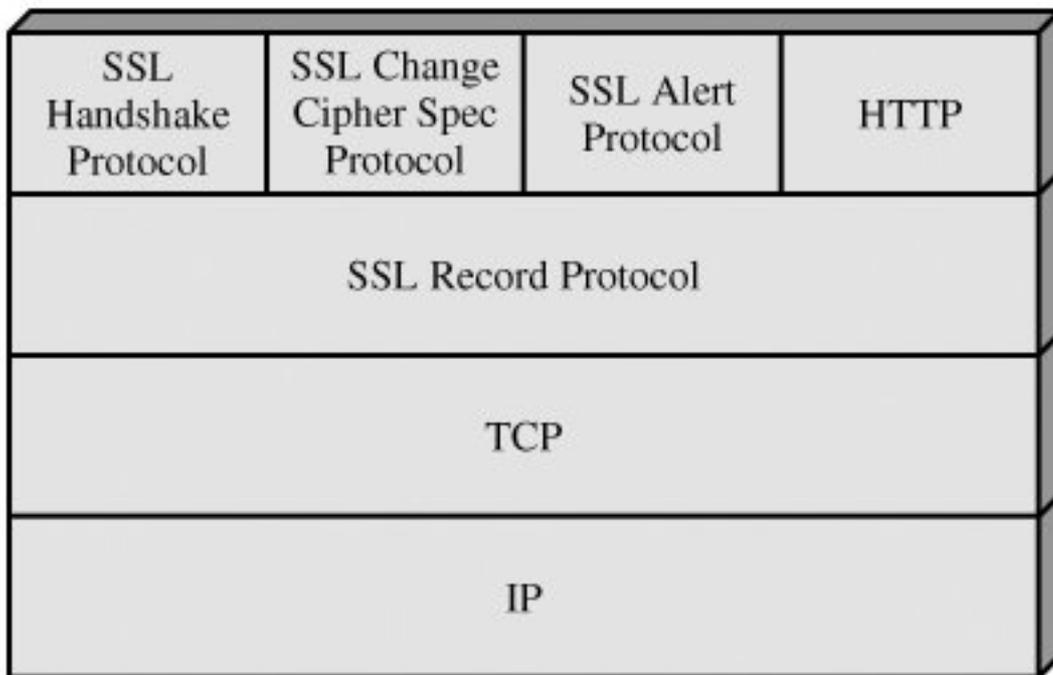 SSL
Handshake
Protocol
SSL Change
Cipher Spec
Protocol
SSL Alert
Protocol
HTTP
SSL Record Protocol
TCP
IP